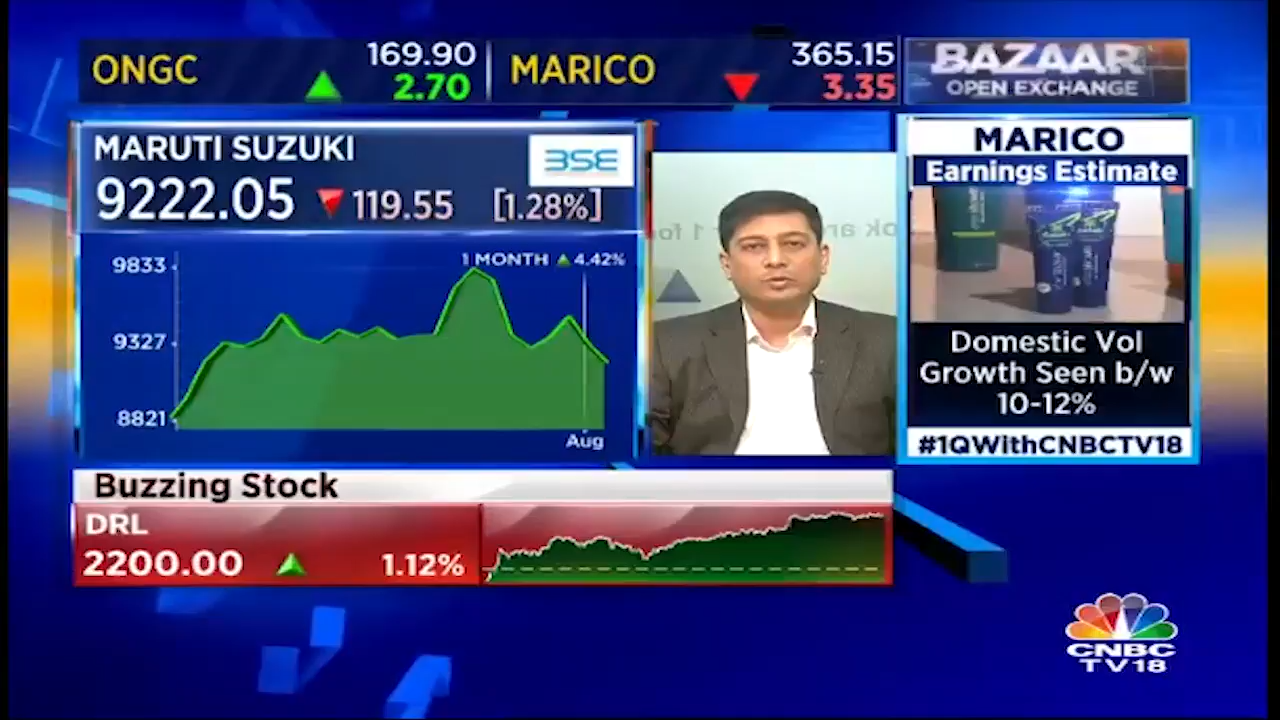 ONGC 169.90 2.70
MARICO 365.15 3.35
BAZAAR
OPEN EXCHANGE
MARUTI SUZUKI
BSE
9222.05 119.55 [1.28%]
1 MONTH 4.42%
9833
9327
8821
Aug
MARICO
Earnings Estimate
Domestic Vol
Growth Seen b/w
10-12%
#1QWithCNBCTV18
Buzzing Stock
DRL
2200.00 1.12%
CNBC
TV18